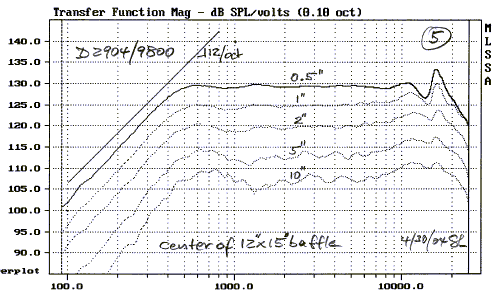 Transfer Function Mag - dB SPL/volts (0.10 oct)
5
M
L
S
S
A
140.0
135.0
130.0
125.0
120.0
115.0
110.0
105.0
100.0
95.0
90.0
D2904/9800
12/oct
0.5"
1"
2"
5"
10"
center of 12"x15" baffle
4/30/04 SL
erplot
100.0
1000.0
10000.0